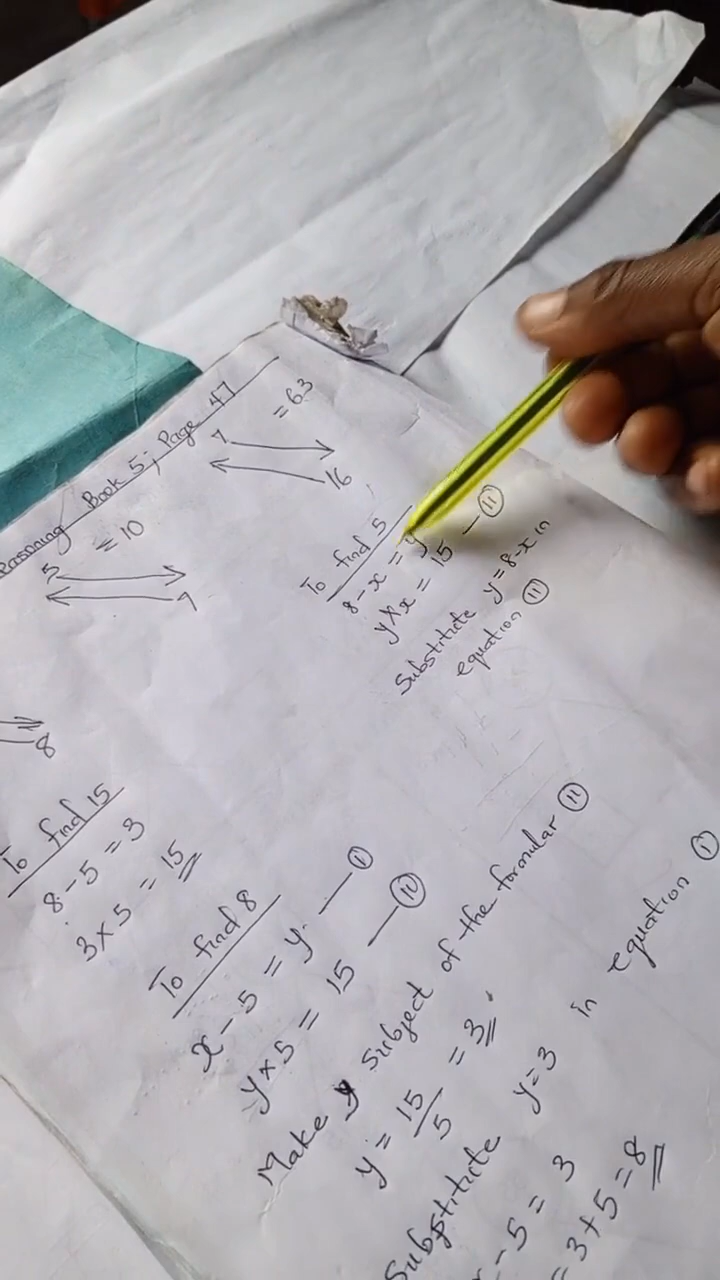 Reasoning Book 5; Page 47
5 = 10
7
7 = 63
16
8
To find 15
8 - 5 = 3
3 x 5 = 15
To find 8
x - 5 = y — (I)
y x 5 = 15 — (II)
Make y subject of the formular (II)
y = 15/5 = 3
Substitute y = 3 in equation (I)
- 5 = 3
= 3 + 5 = 8
To find 5
8 - x = y
y x x = 15 — (II)
Substitute y = 8 - x in
equation (II)